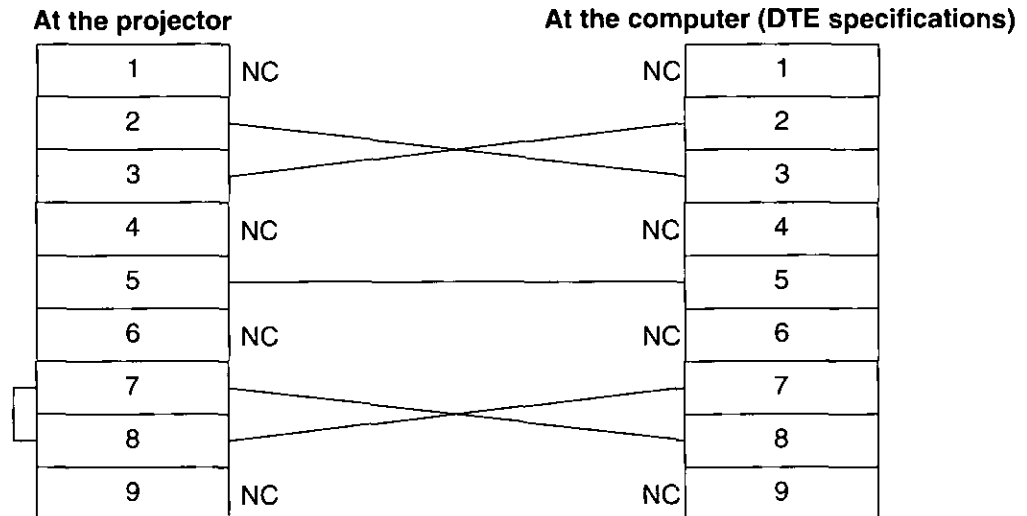 At the projector At the computer (DTE specifications)
1 NC NC 1
2 2
3 3
4 NC NC 4
5 5
6 NC NC 6
7 7
8 8
9 NC NC 9